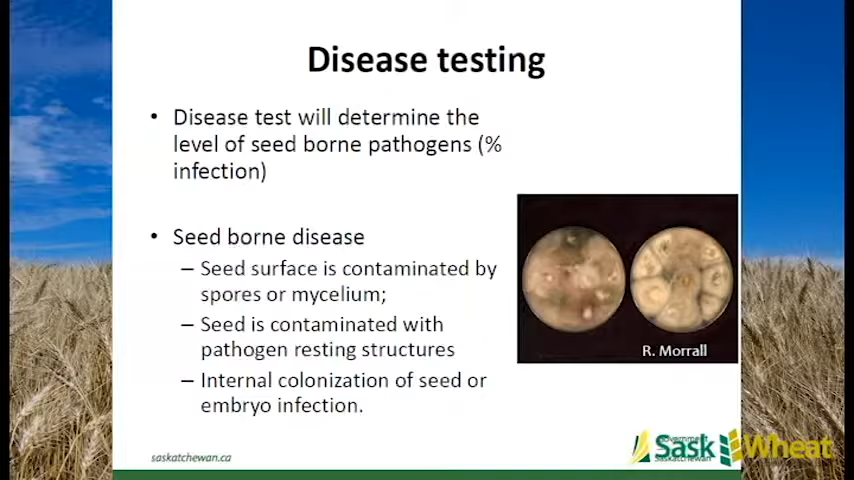 Disease testing
• Disease test will determine the
level of seed borne pathogens (%
infection)
• Seed borne disease
– Seed surface is contaminated by
spores or mycelium;
– Seed is contaminated with
pathogen resting structures
– Internal colonization of seed or
embryo infection.
R. Morrall
saskatchewan.ca
Government
Saskatchewan
Sask Wheat